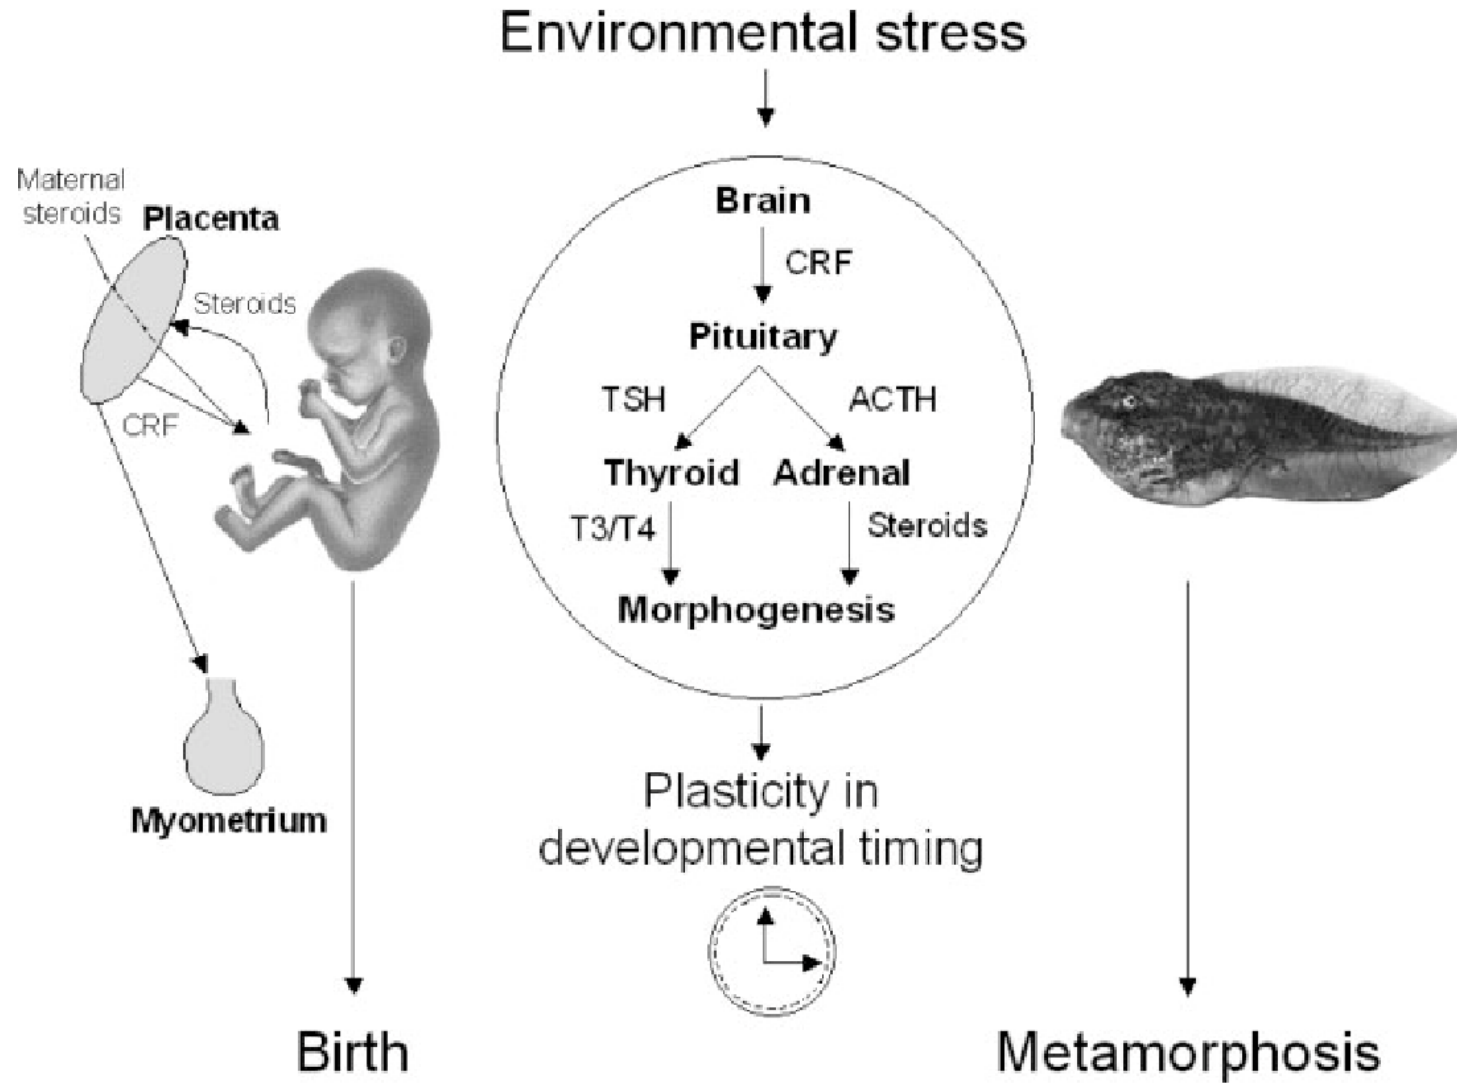 Environmental stress
Maternal
steroids
Placenta
Steroids
CRF
Myometrium
Birth
Brain
CRF
Pituitary
TSH
ACTH
Thyroid
Adrenal
T3/T4
Steroids
Morphogenesis
Plasticity in
developmental timing
Metamorphosis